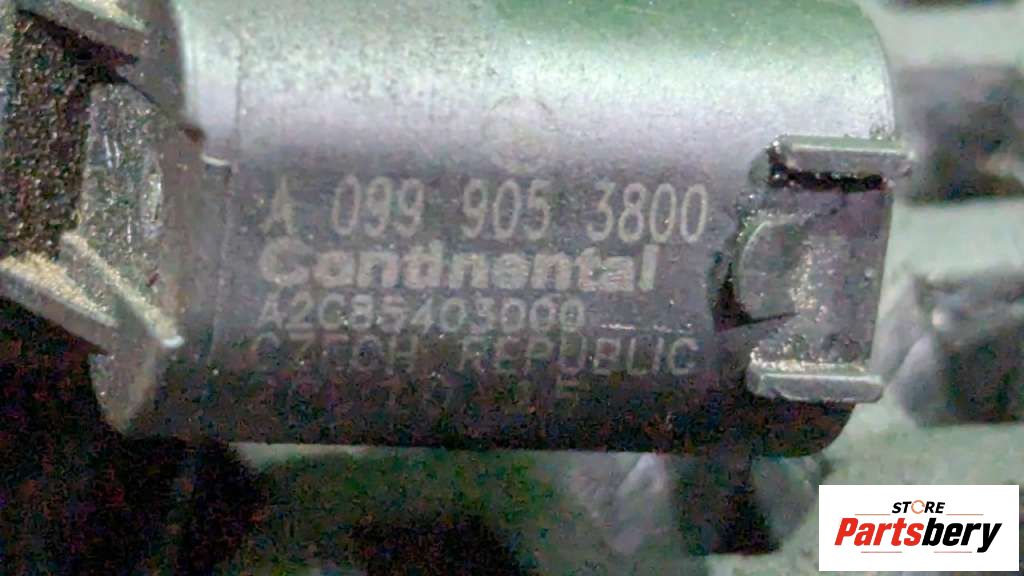 A 099 905 3800
Continental
A2C85403000
CZECH REPUBLIC
STORE
Partsbery